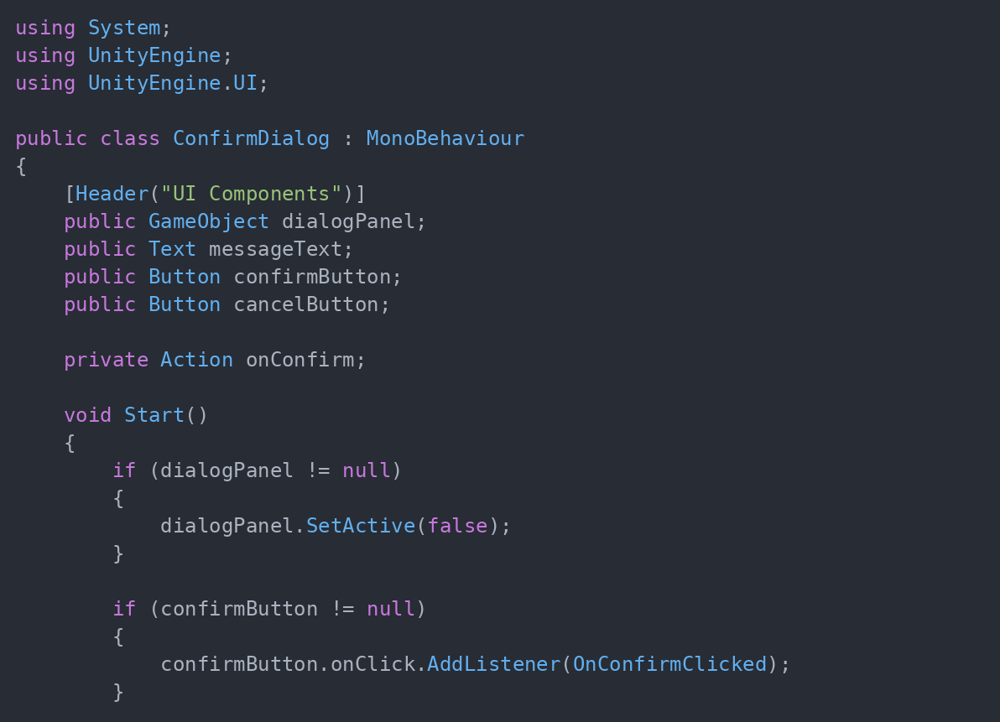 using System;
using UnityEngine;
using UnityEngine.UI;

public class ConfirmDialog : MonoBehaviour
{
    [Header("UI Components")]
    public GameObject dialogPanel;
    public Text messageText;
    public Button confirmButton;
    public Button cancelButton;

    private Action onConfirm;

    void Start()
    {
        if (dialogPanel != null)
        {
            dialogPanel.SetActive(false);
        }

        if (confirmButton != null)
        {
            confirmButton.onClick.AddListener(OnConfirmClicked);
        }